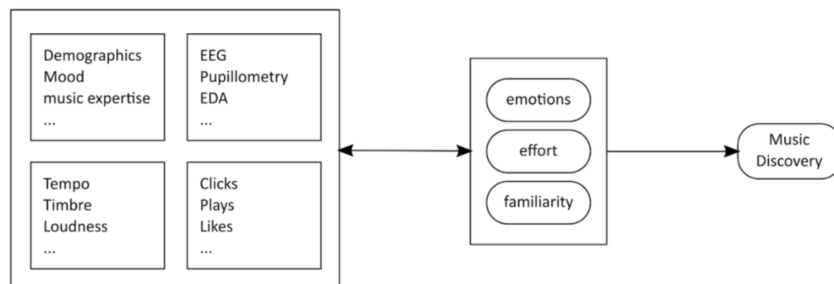 Demographics
Mood
music expertise
...
EEG
Pupillometry
EDA
...
Tempo
Timbre
Loudness
...
Clicks
Plays
Likes
...
emotions
effort
familiarity
Music
Discovery